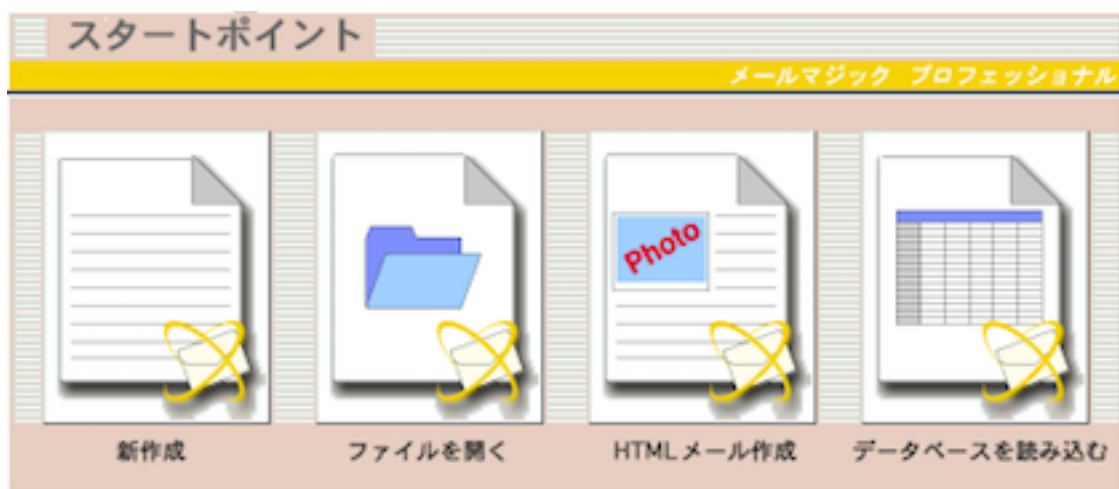 スタートポイント
メールマジック プロフェッショナル
Photo
新作成
ファイルを開く
HTMLメール作成
データベースを読み込む